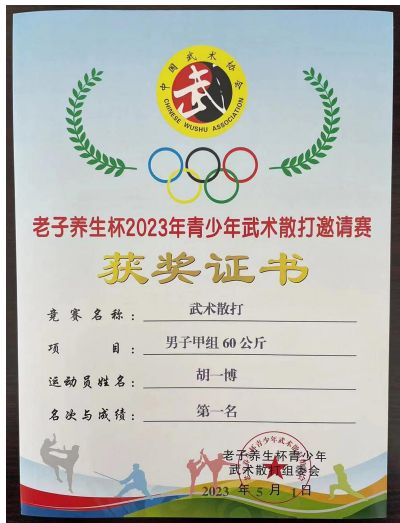 中国武术协会
CHINESE WUSHU ASSOCIATION
武
老子养生杯2023年青少年武术散打邀请赛
获奖证书
竞赛名称: 武术散打
项目: 男子甲组60公斤
运动员姓名: 胡一博
名次与成绩: 第一名
老子养生杯青少年
武术散打组委会
2023年5月1日